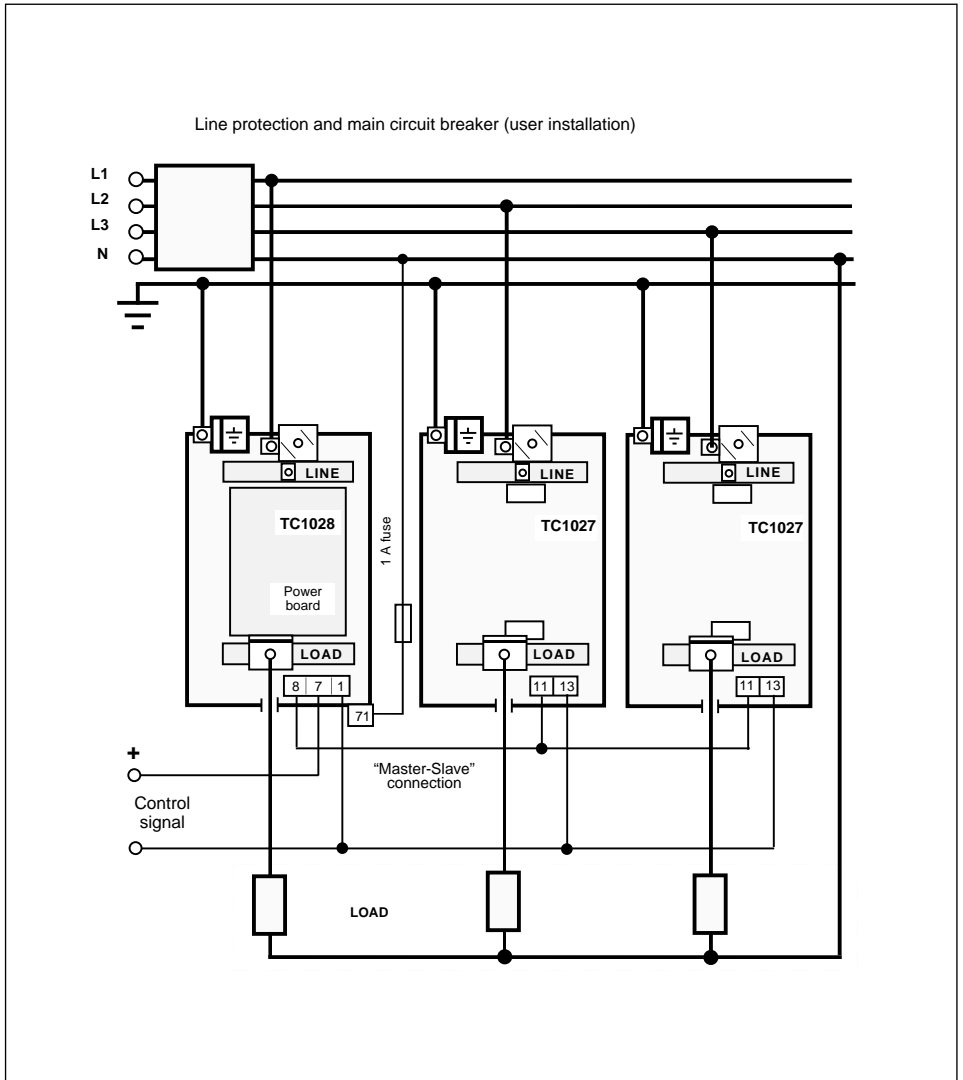 Line protection and main circuit breaker (user installation)
L1
L2
L3
N
LINE
LINE
LINE
TC1028
TC1027
TC1027
1 A fuse
Power
board
LOAD
LOAD
LOAD
8 7 1
11 13
11 13
71
+
"Master-Slave"
connection
Control
signal
LOAD